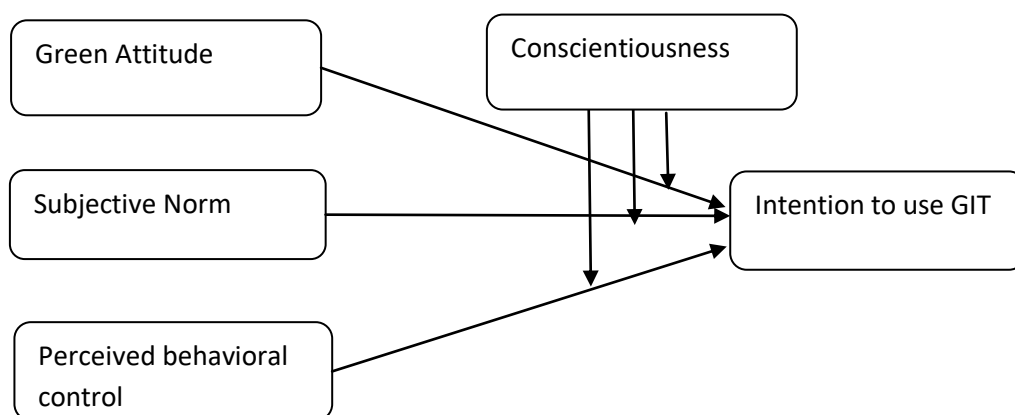 Green Attitude
Conscientiousness
Subjective Norm
Intention to use GIT
Perceived behavioral
control